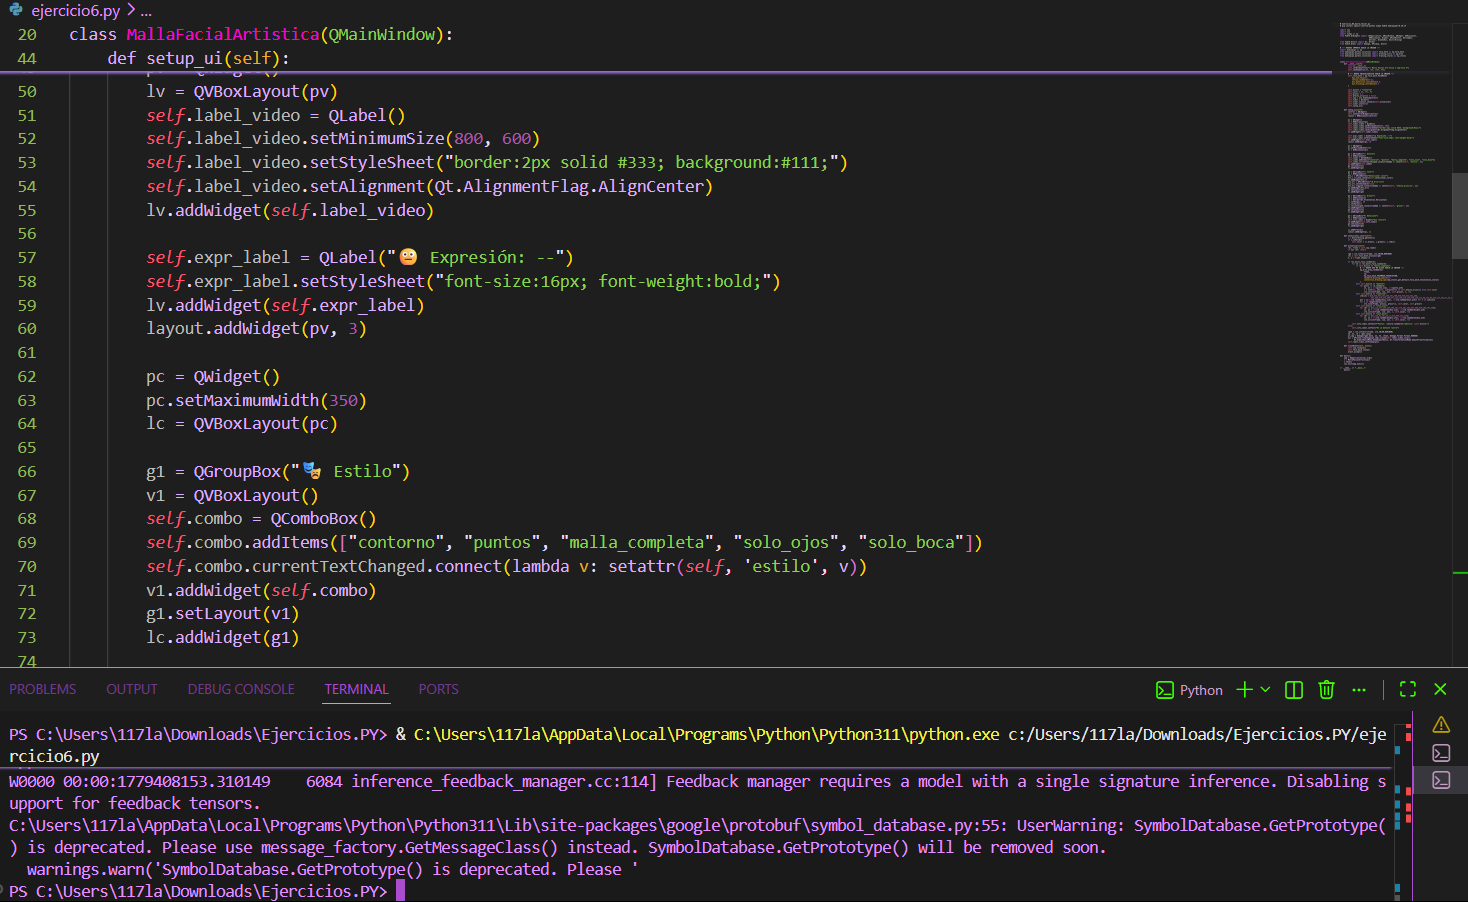 ejercicio6.py > ...
20 class MallaFacialArtistica(QMainWindow):
44 def setup_ui(self):
50 lv = QVBoxLayout(pv)
51 self.label_video = QLabel()
52 self.label_video.setMinimumSize(800, 600)
53 self.label_video.setStyleSheet("border:2px solid #333; background:#111;")
54 self.label_video.setAlignment(Qt.AlignmentFlag.AlignCenter)
55 lv.addWidget(self.label_video)
56
57 self.expr_label = QLabel("😐 Expresión: --")
58 self.expr_label.setStyleSheet("font-size:16px; font-weight:bold;")
59 lv.addWidget(self.expr_label)
60 layout.addWidget(pv, 3)
61
62 pc = QWidget()
63 pc.setMaximumWidth(350)
64 lc = QVBoxLayout(pc)
65
66 g1 = QGroupBox("🎭 Estilo")
67 v1 = QVBoxLayout()
68 self.combo = QComboBox()
69 self.combo.addItems(["contorno", "puntos", "malla_completa", "solo_ojos", "solo_boca"])
70 self.combo.currentTextChanged.connect(lambda v: setattr(self, 'estilo', v))
71 v1.addWidget(self.combo)
72 g1.setLayout(v1)
73 lc.addWidget(g1)
74
PROBLEMS OUTPUT DEBUG CONSOLE TERMINAL PORTS Python
PS C:\Users\117la\Downloads\Ejercicios.PY> & C:\Users\117la\AppData\Local\Programs\Python\Python311\python.exe c:/Users/117la/Downloads/Ejercicios.PY/eje
rcicio6.py
W0000 00:00:1779408153.310149    6084 inference_feedback_manager.cc:114] Feedback manager requires a model with a single signature inference. Disabling s
upport for feedback tensors.
C:\Users\117la\AppData\Local\Programs\Python\Python311\Lib\site-packages\google\protobuf\symbol_database.py:55: UserWarning: SymbolDatabase.GetPrototype(
) is deprecated. Please use message_factory.GetMessageClass() instead. SymbolDatabase.GetPrototype() will be removed soon.
warnings.warn('SymbolDatabase.GetPrototype() is deprecated. Please '
PS C:\Users\117la\Downloads\Ejercicios.PY>